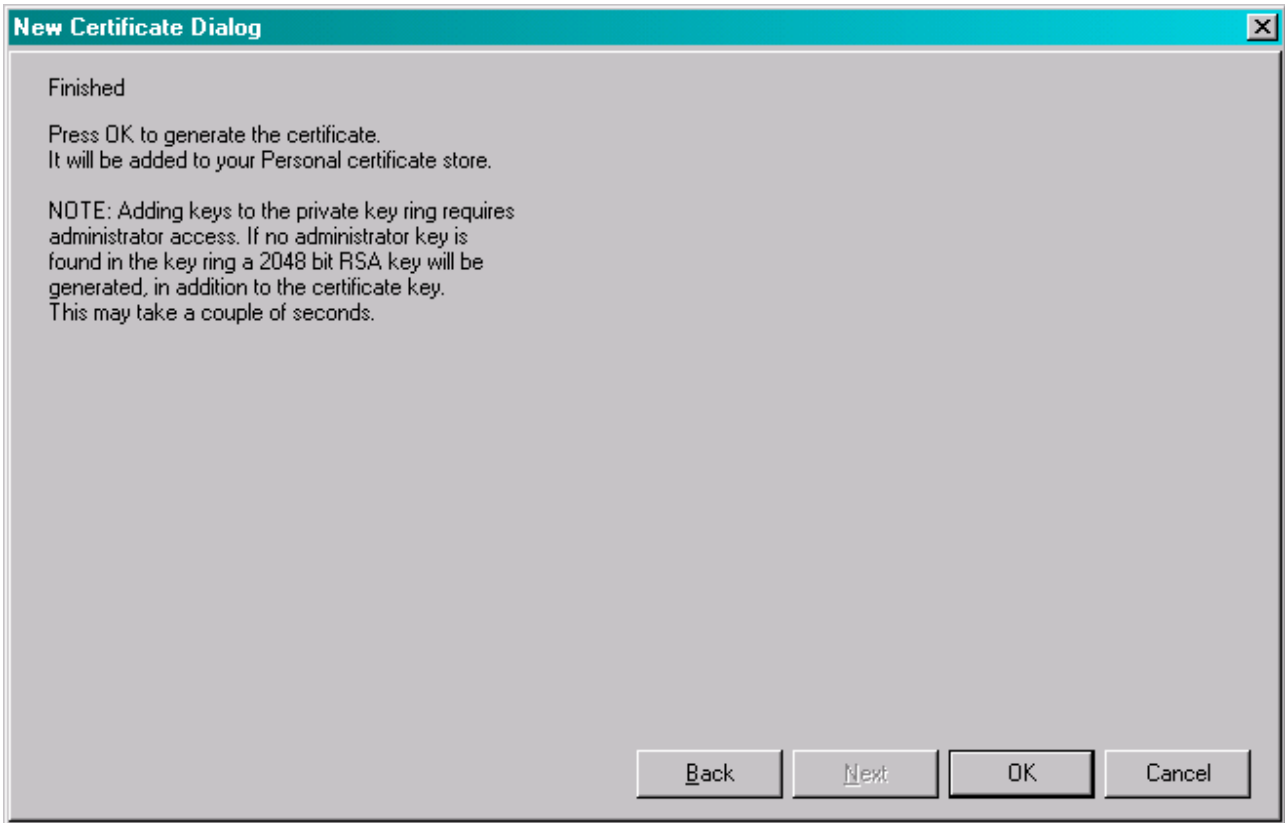 New Certificate Dialog
Finished
Press OK to generate the certificate.
It will be added to your Personal certificate store.
NOTE: Adding keys to the private key ring requires
administrator access. If no administrator key is
found in the key ring a 2048 bit RSA key will be
generated, in addition to the certificate key.
This may take a couple of seconds.
Back Next OK Cancel